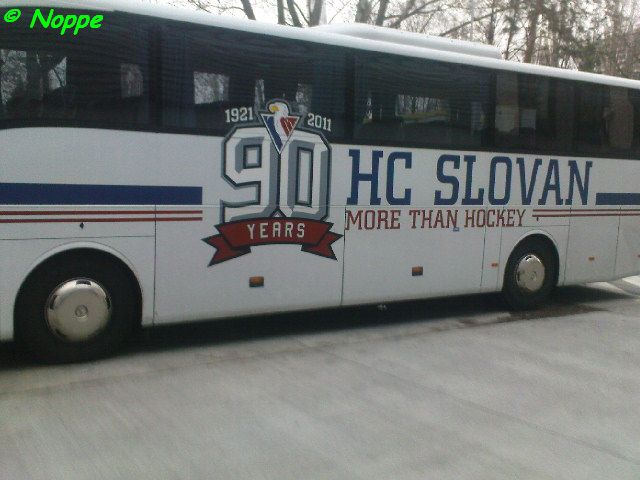 © Noppe
1921 2011
90
YEARS
HC SLOVAN
MORE THAN HOCKEY